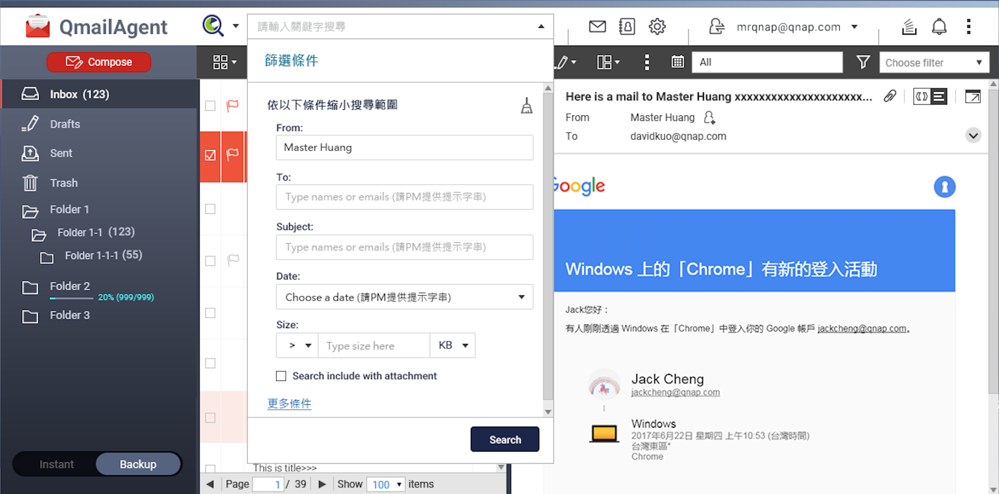 QmailAgent
請輸入關鍵字搜尋
mrqnap@qnap.com
Compose
All
Choose filter
Inbox (123)
Drafts
Sent
Trash
Folder 1
Folder 1-1 (123)
Folder 1-1-1 (55)
Folder 2
20% (999/999)
Folder 3
Instant
Backup
篩選條件
依以下條件縮小搜尋範圍
From:
Master Huang
To:
Type names or emails (請PM提供提示字串)
Subject:
Type names or emails (請PM提供提示字串)
Date:
Choose a date (請PM提供提示字串)
Size:
> Type size here KB
Search include with attachment
更多條件
Search
This is title>>>
Page 1 / 39 Show 100 items
Here is a mail to Master Huang xxxxxxxxxxxxxxxxxxxxx...
From Master Huang
To davidkuo@qnap.com
Google
Windows 上的「Chrome」有新的登入活動
Jack您好：
有人剛剛透過 Windows 在「Chrome」中登入你的 Google 帳戶 jackcheng@qnap.com。
Jack Cheng
jackcheng@qnap.com
Windows
2017年6月22日 星期四 上午10:53 (台灣時間)
台灣東區*
Chrome